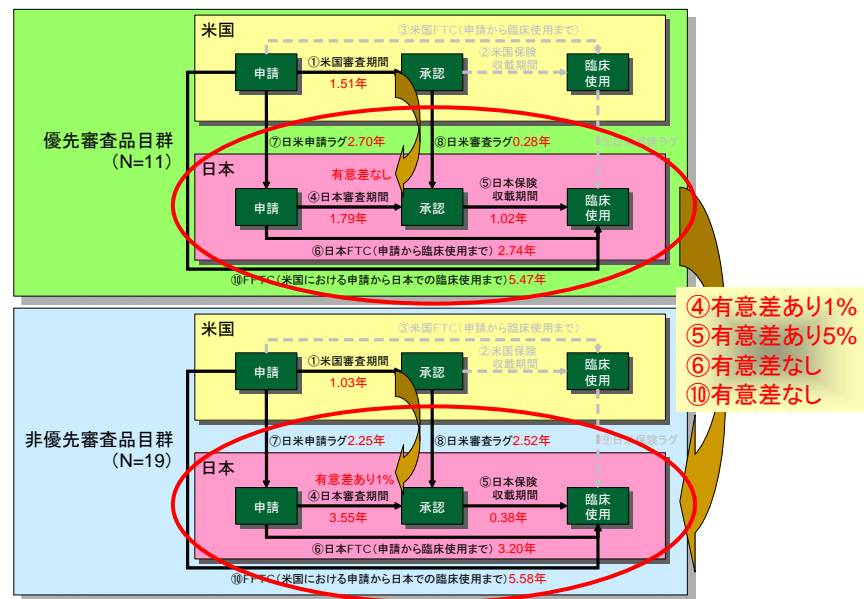 米国
③米国FTC(申請から臨床使用まで)
申請
①米国審査期間
1.51年
承認
②米国保険
収載期間
臨床
使用
優先審査品目群
(N=11)
⑦日米申請ラグ2.70年
⑧日米審査ラグ0.28年
⑨日米保険ラグ
日本
有意差なし
申請
④日本審査期間
1.79年
承認
⑤日本保険
収載期間
1.02年
臨床
使用
⑥日本FTC(申請から臨床使用まで) 2.74年
⑩FPTC(米国における申請から日本での臨床使用まで)5.47年
④有意差あり1%
⑤有意差あり5%
⑥有意差なし
⑩有意差なし
米国
③米国FTC(申請から臨床使用まで)
申請
①米国審査期間
1.03年
承認
②米国保険
収載期間
臨床
使用
非優先審査品目群
(N=19)
⑦日米申請ラグ2.25年
⑧日米審査ラグ2.52年
⑨日米保険ラグ
日本
有意差あり1%
申請
④日本審査期間
3.55年
承認
⑤日本保険
収載期間
0.38年
臨床
使用
⑥日本FTC(申請から臨床使用まで) 3.20年
⑩FPTC(米国における申請から日本での臨床使用まで)5.58年